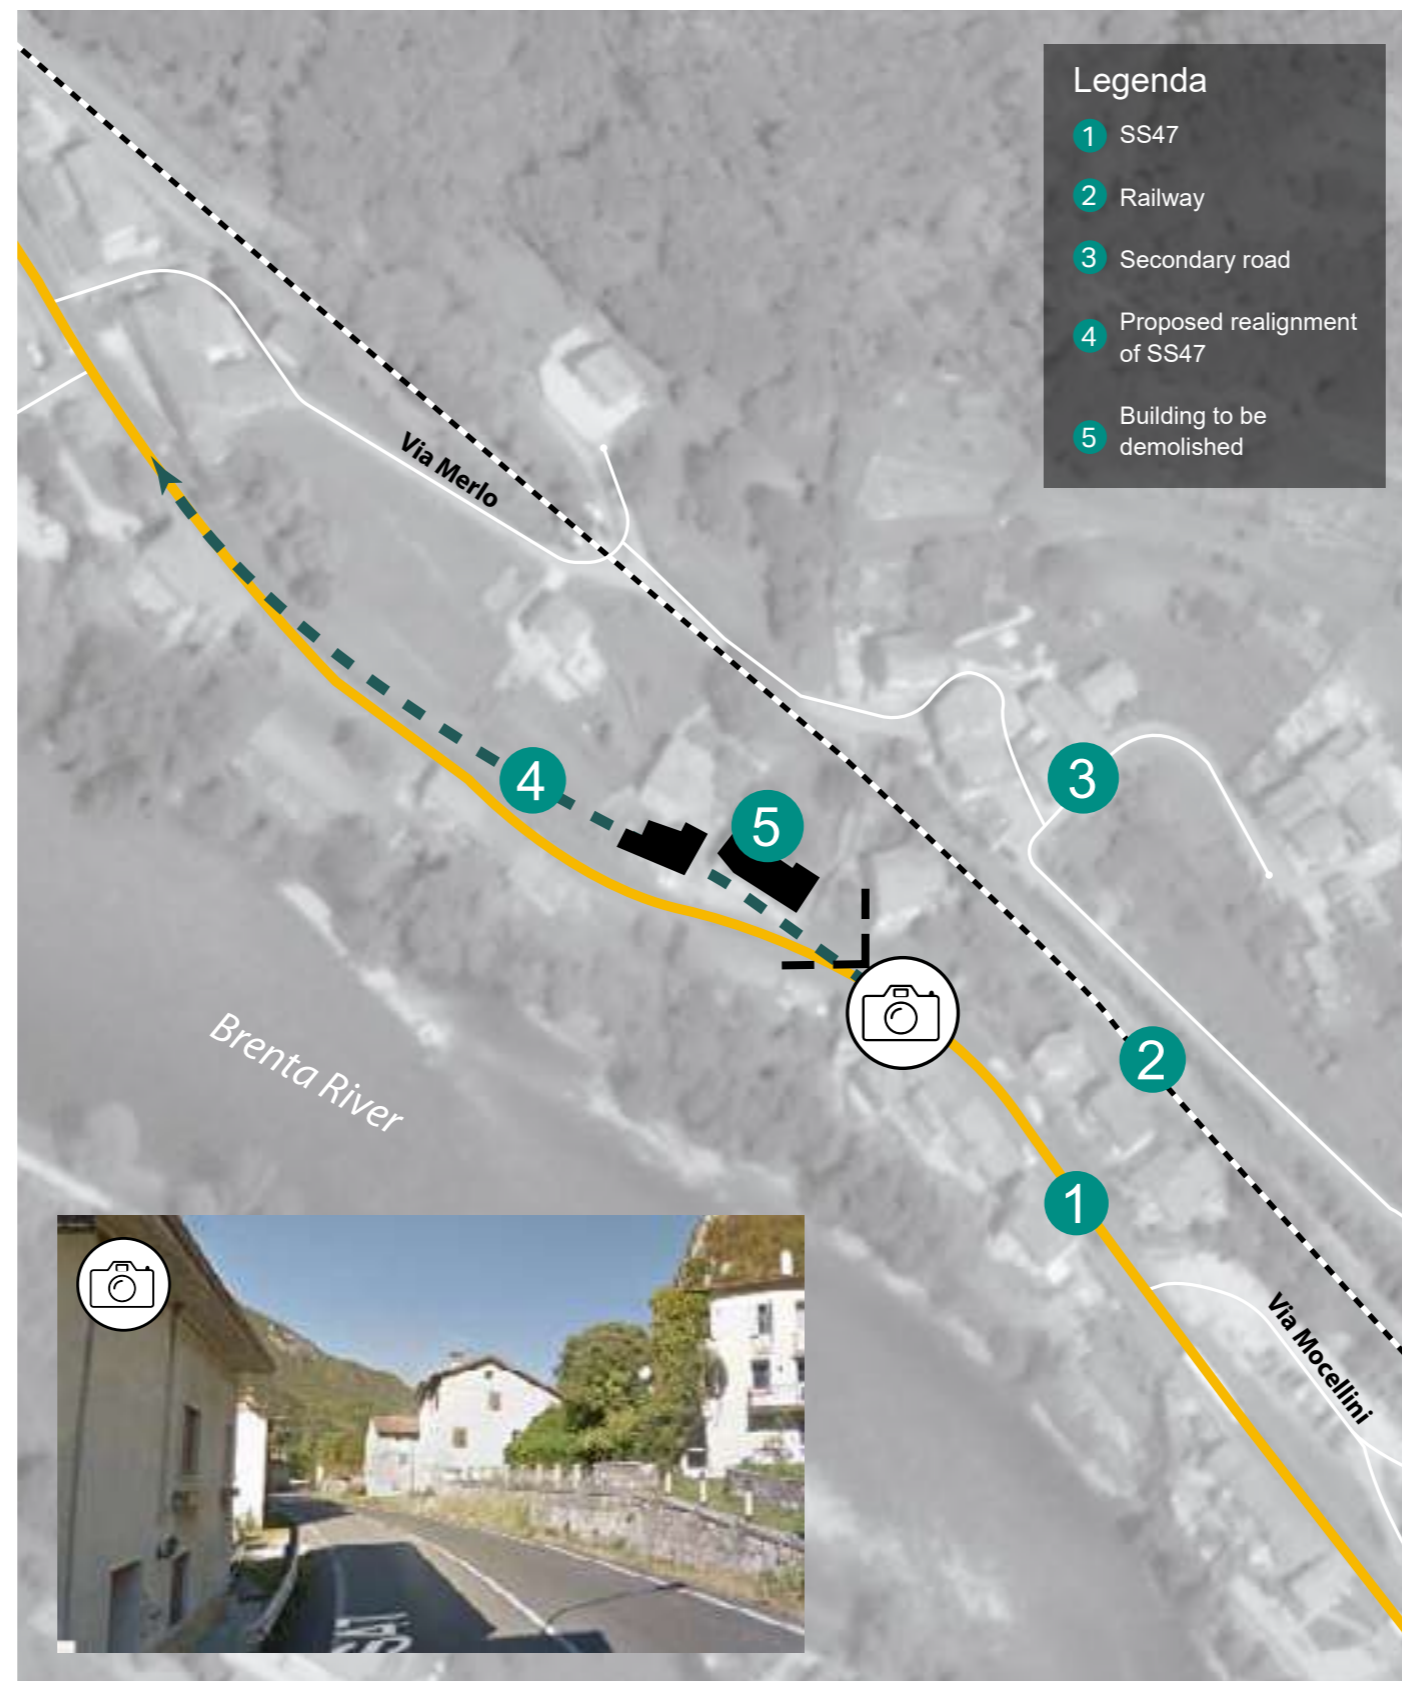 Legenda
1 SS47
2 Railway
3 Secondary road
4 Proposed realignment
of SS47
5 Building to be
demolished
Via Merlo
4
5
3
Brenta River
2
1
Via Mocellini